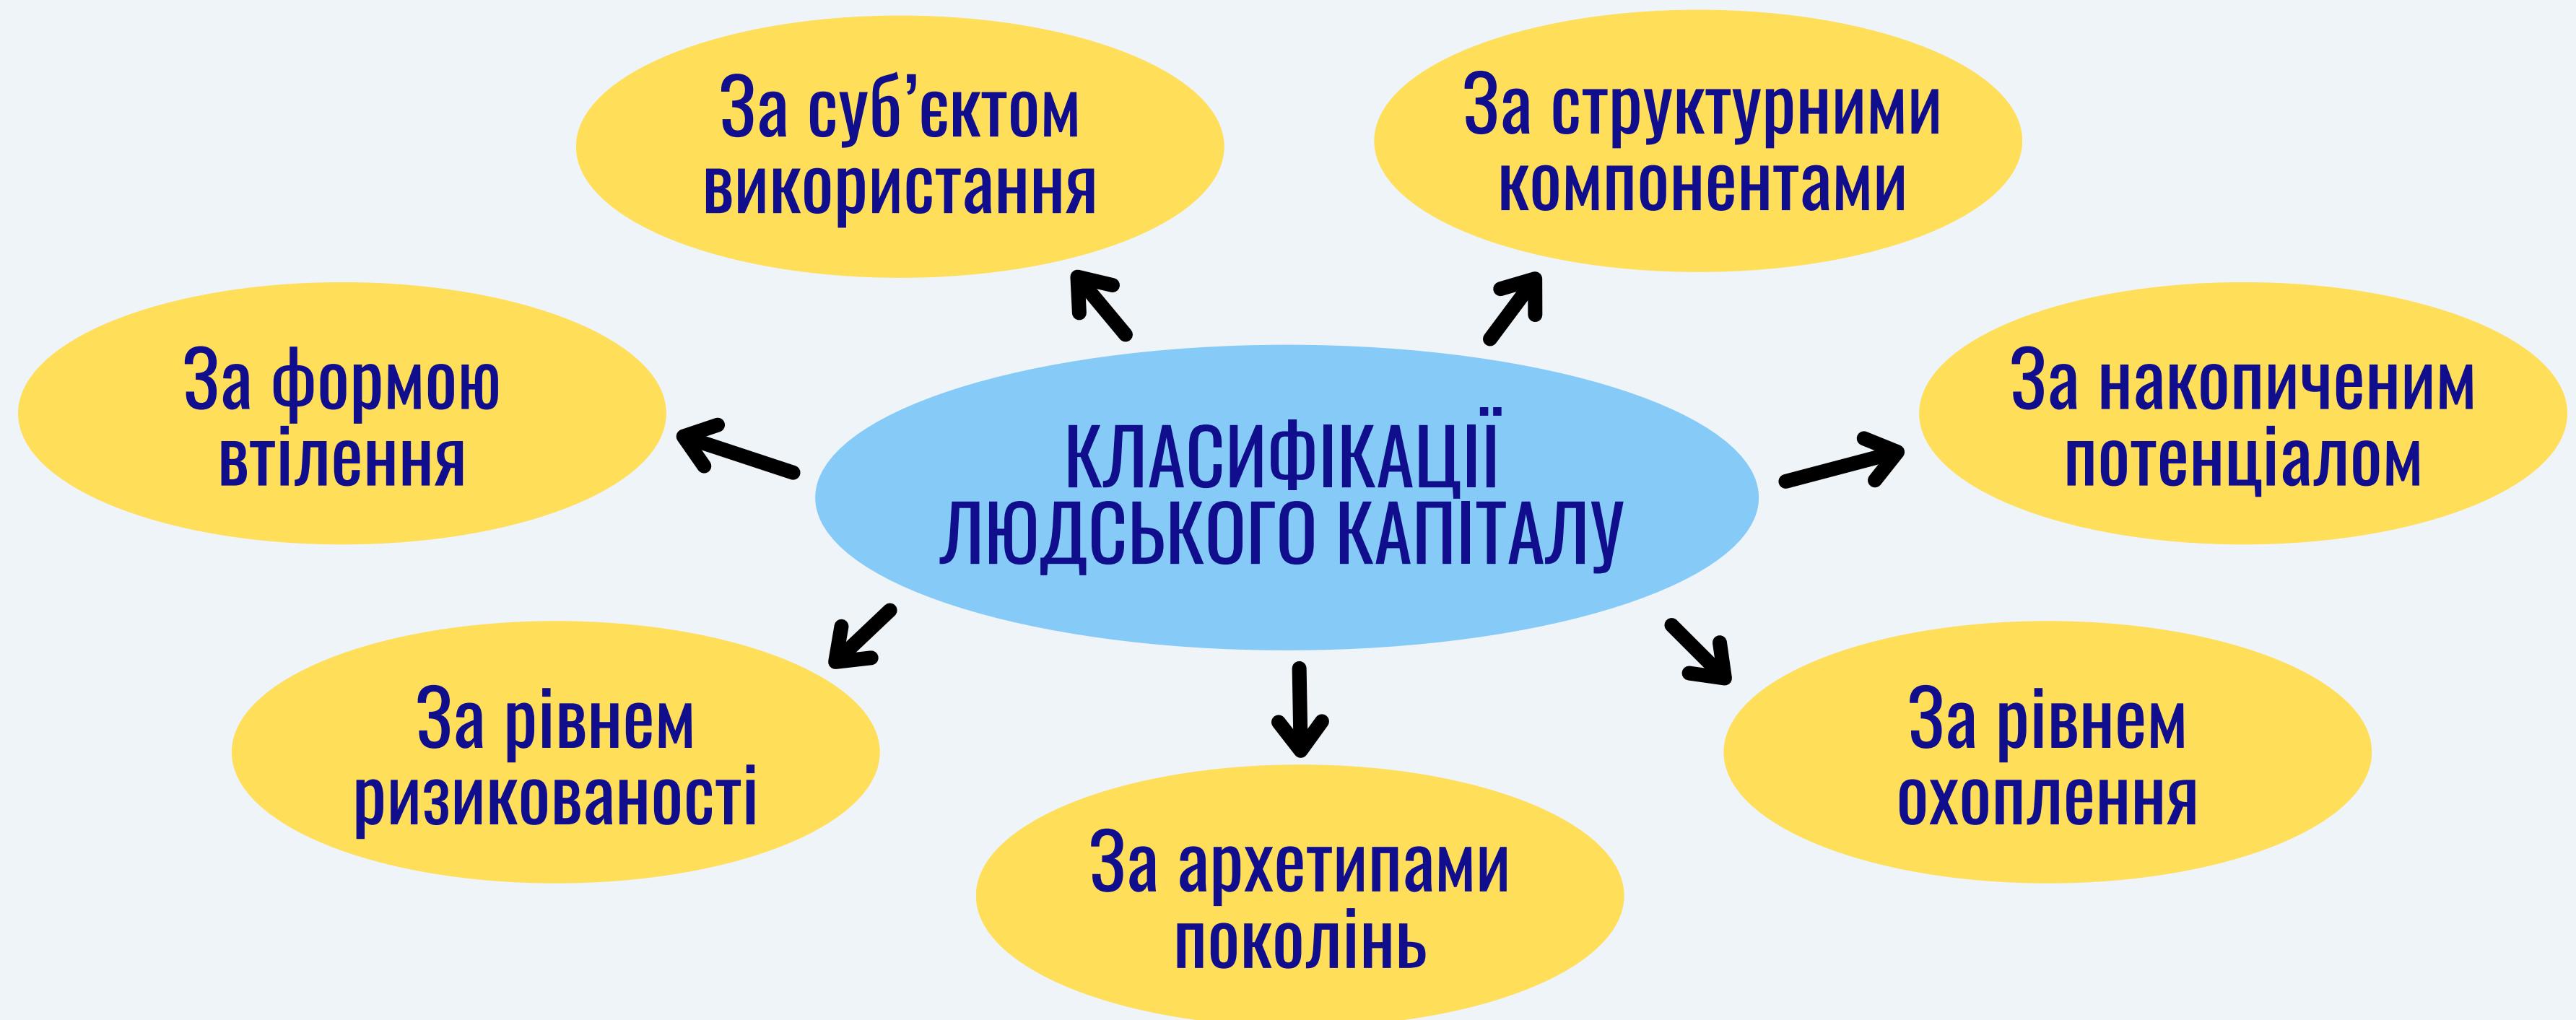 За суб’єктом
використання
За структурними
компонентами
За формою
втілення
КЛАСИФІКАЦІЇ
ЛЮДСЬКОГО КАПІТАЛУ
За накопиченим
потенціалом
За рівнем
ризикованості
За архетипами
поколінь
За рівнем
охоплення